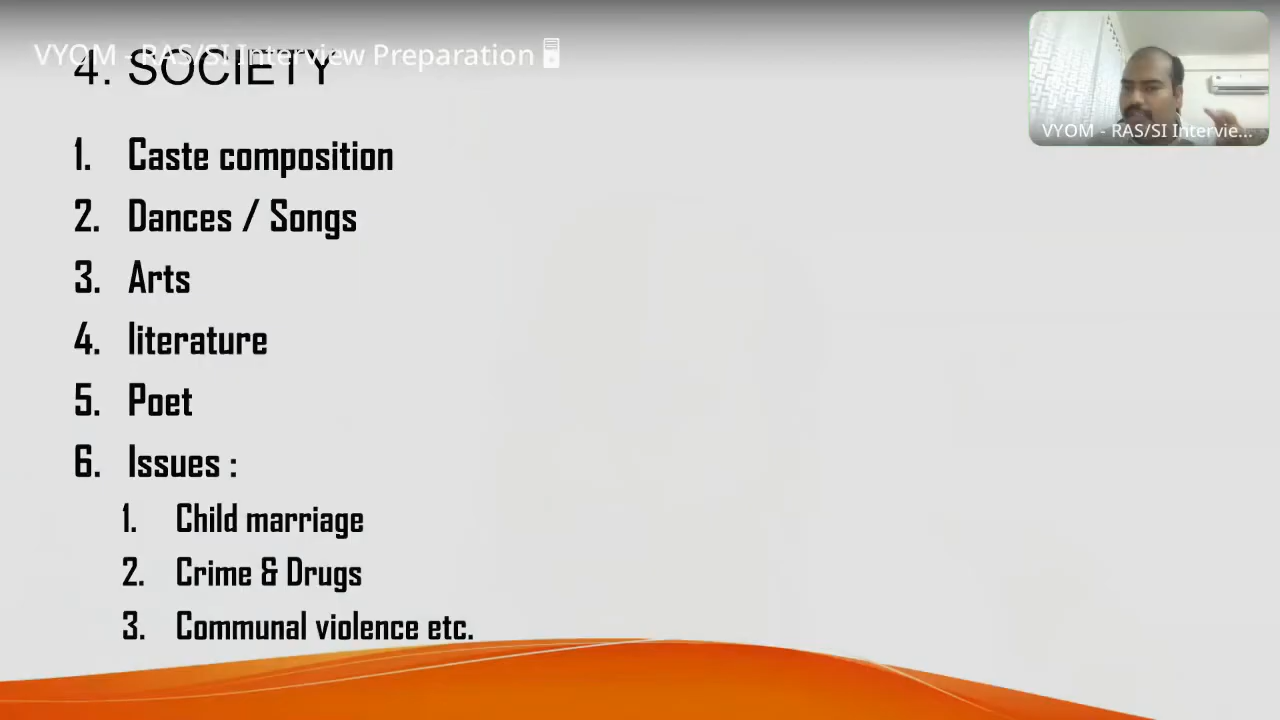 VYOM - RAS/SI Interview Preparation
4. SOCIETY
VYOM - RAS/SI Intervie...
1. Caste composition
2. Dances / Songs
3. Arts
4. literature
5. Poet
6. Issues :
1. Child marriage
2. Crime & Drugs
3. Communal violence etc.